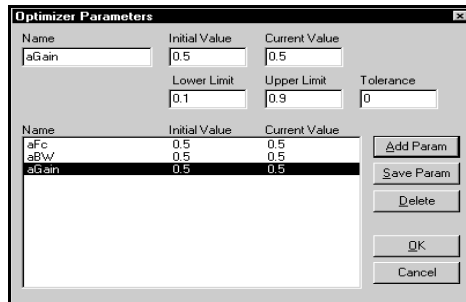 Optimizer Parameters
Name Initial Value Current Value
aGain 0.5 0.5
Lower Limit Upper Limit Tolerance
0.1 0.9 0
Name Initial Value Current Value
aFc 0.5 0.5
aBW 0.5 0.5
aGain 0.5 0.5
Add Param
Save Param
Delete
OK
Cancel